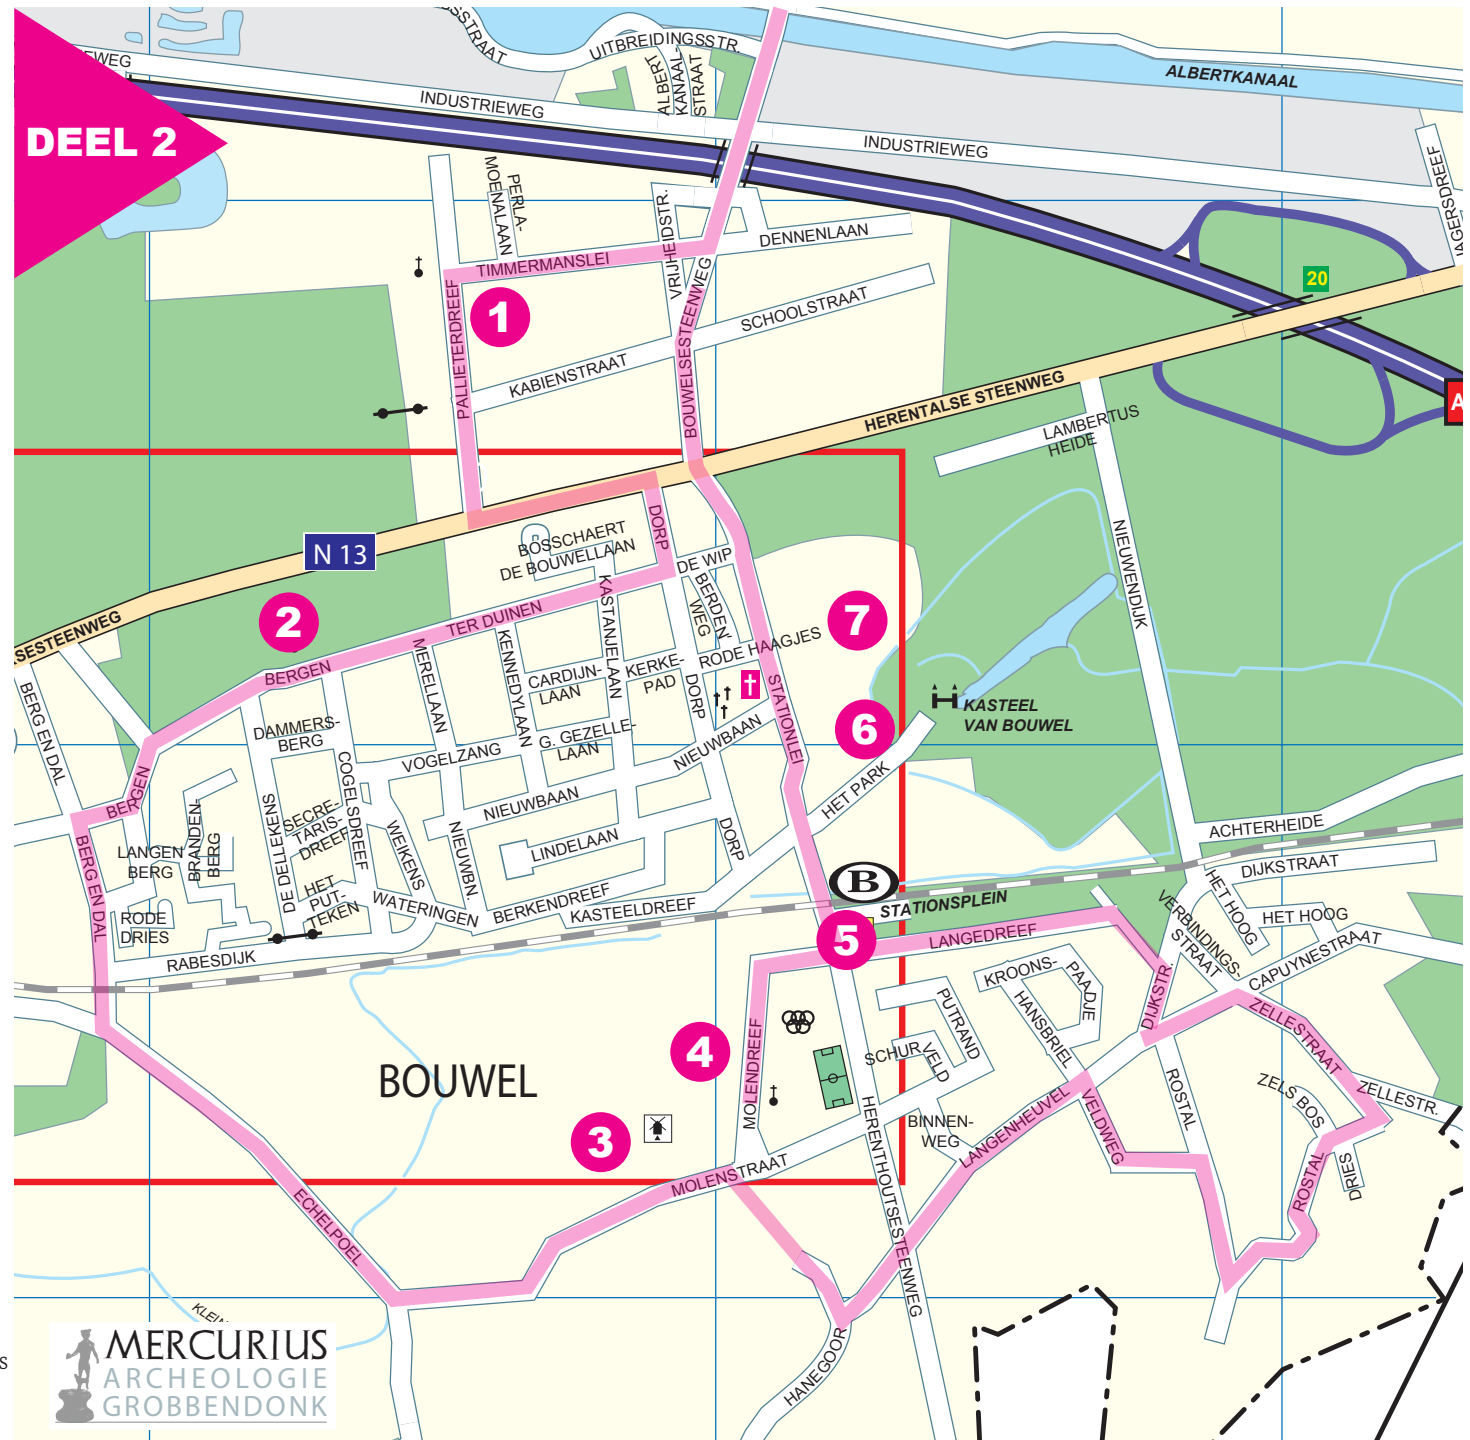 DEEL 2
UITBREIDINGSSTR.
ALBERT
KANAAL-
STRAAT
ALBERTKANAAL
INDUSTRIEWEG
INDUSTRIEWEG
PERLA-
MOENALAAN
VRIJHEIDSTR.
DENNENLAAN
TIMMERMANSLEI
BOUWELSESTEENWEG
SCHOOLSTRAAT
KABIENSTRAAT
PALLIETERDREEF
1
20
A
HERENTALSE STEENWEG
LAMBERTUS
HEIDE
NIEUWENDIJK
N 13
BOSSCHAERT
DE BOUWELLAAN
DORP
DE WIP
BERDEN-
WEG
2
7
TER DUINEN
BERGEN
KASTANJELAAN
KENNEDYLAAN
MERELLAAN
CARDIJN-
LAAN
KERKE-
PAD
RODE HAAGJES
DORP
STATIONLEI
BERG EN DAL
DAMMERS-
BERG
COGELSDREEF
VOGELZANG
G. GEZELLE-
LAAN
NIEUWBAAN
6
KASTEEL
VAN BOUWEL
HET PARK
BERGEN
BERG EN DAL
LANGEN
BERG
BRANDEN-
BERG
DE DELLEKENS
SECRE-
TARIS-
DREEF
WEIKENS
NIEUWBN.
NIEUWBAAN
LINDELAAN
DORP
ACHTERHEIDE
DIJKSTRAAT
RODE
DRIES
HET
PUT-
TEKEN
WATERINGEN
BERKENDREEF
KASTEELDREEF
B
STATIONSPLEIN
RABESDIJK
5
LANGEDREEF
VERBINDINGS-
STRAAT
HET HOOG
HET HOOG
CAPUYNESTRAAT
KROONS-
PAADJE
HANSBRIEL
DIJKSTR.
ZELLESTRAAT
PUTRAND
SCHUR
VELD
MOLENDREEF
4
BOUWEL
3
BINNEN-
WEG
LANGENHEUVEL
VELDWEG
ROSTAL
ZELS BOS
ZELLESTR.
DRIES
ROSTAL
MOLENSTRAAT
HERENTHOUTSESTEENWEG
ECHELPOEL
HANEGOOR
MERCURIUS
ARCHEOLOGIE
GROBBENDONK